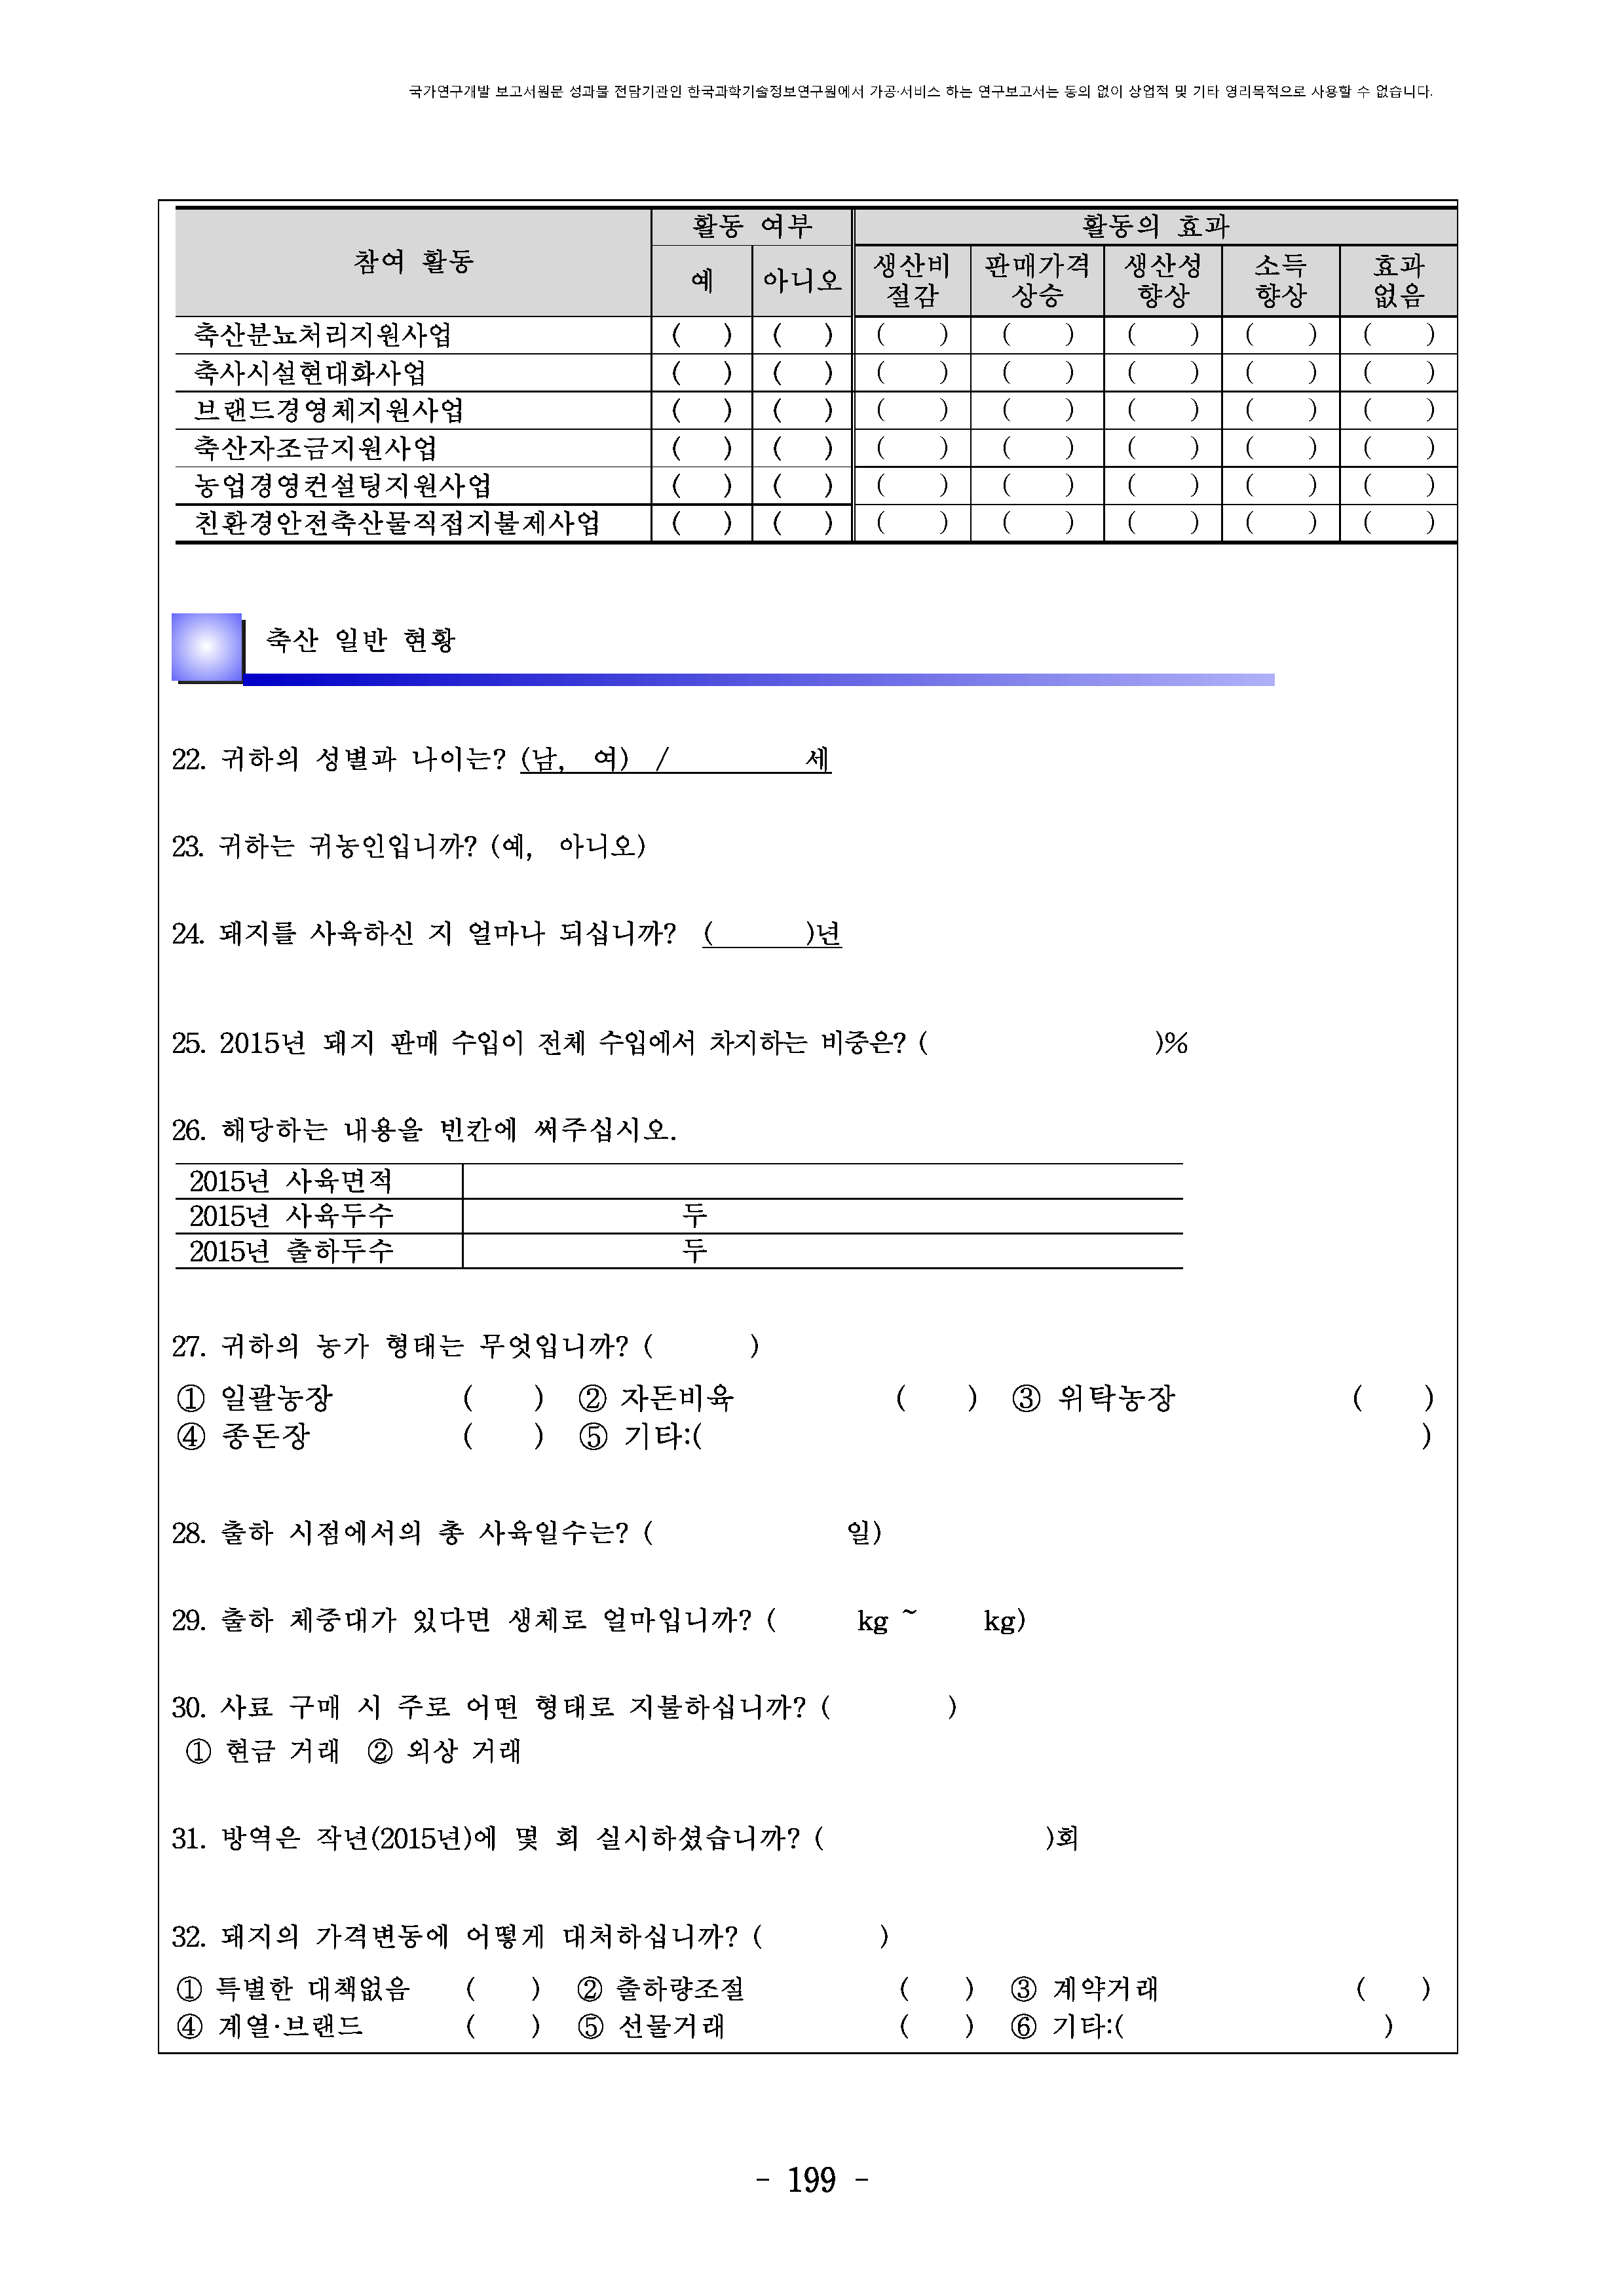 국가연구개발 보고서원문 성과물 전담기관인 한국과학기술정보연구원에서 가공·서비스 하는 연구보고서는 동의 없이 상업적 및 기타 영리목적으로 사용할 수 없습니다.
참여 활동 활동 여부 활동의 효과
예 아니오 생산비 절감 판매가격 상승 생산성 향상 소득 향상 효과 없음
축산분뇨처리지원사업 ( ) ( ) ( ) ( ) ( ) ( ) ( )
축사시설현대화사업 ( ) ( ) ( ) ( ) ( ) ( ) ( )
브랜드경영체지원사업 ( ) ( ) ( ) ( ) ( ) ( ) ( )
축산자조금지원사업 ( ) ( ) ( ) ( ) ( ) ( ) ( )
농업경영컨설팅지원사업 ( ) ( ) ( ) ( ) ( ) ( ) ( )
친환경안전축산물직접지불제사업 ( ) ( ) ( ) ( ) ( ) ( ) ( )
축산 일반 현황
22. 귀하의 성별과 나이는? (남, 여) / 세
23. 귀하는 귀농인입니까? (예, 아니오)
24. 돼지를 사육하신 지 얼마나 되십니까? ( )년
25. 2015년 돼지 판매 수입이 전체 수입에서 차지하는 비중은? ( )%
26. 해당하는 내용을 빈칸에 써주십시오.
2015년 사육면적
2015년 사육두수 두
2015년 출하두수 두
27. 귀하의 농가 형태는 무엇입니까? ( )
① 일괄농장 ( ) ② 자돈비육 ( ) ③ 위탁농장 ( )
④ 종돈장 ( ) ⑤ 기타:( )
28. 출하 시점에서의 총 사육일수는? ( 일)
29. 출하 체중대가 있다면 생체로 얼마입니까? ( kg ~ kg)
30. 사료 구매 시 주로 어떤 형태로 지불하십니까? ( )
① 현금 거래 ② 외상 거래
31. 방역은 작년(2015년)에 몇 회 실시하셨습니까? ( )회
32. 돼지의 가격변동에 어떻게 대처하십니까? ( )
① 특별한 대책없음 ( ) ② 출하량조절 ( ) ③ 계약거래 ( )
④ 계열·브랜드 ( ) ⑤ 선물거래 ( ) ⑥ 기타:( )
- 199 -